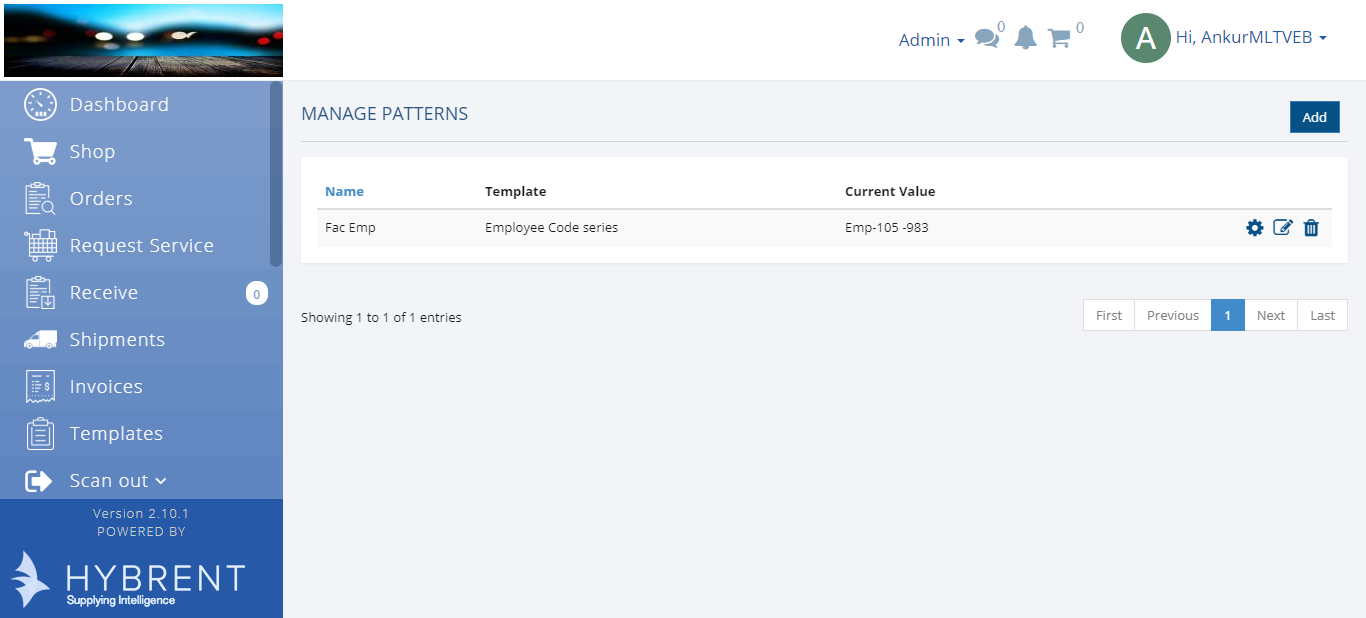 Admin
0
0
A
Hi, AnkurMLTVEB
Dashboard
Shop
Orders
Request Service
Receive
0
Shipments
Invoices
Templates
Scan out
Version 2.10.1
POWERED BY
HYBRENT
Supplying Intelligence
MANAGE PATTERNS
Add
Name Template Current Value
Fac Emp Employee Code series Emp-105 -983
Showing 1 to 1 of 1 entries
First Previous 1 Next Last